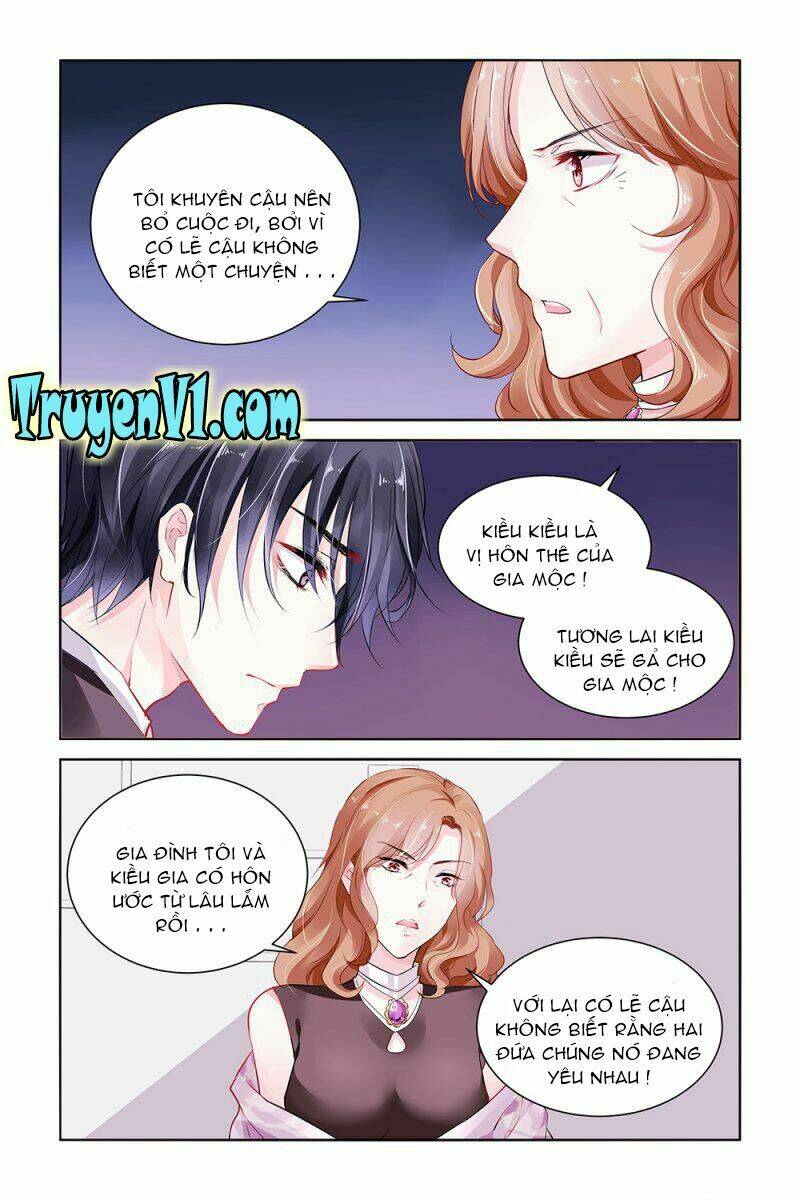 TÔI KHUYÊN CẬU NÊN
BỎ CUỘC ĐI, BỞI VÌ
CÓ LẼ CẬU KHÔNG
BIẾT MỘT CHUYỆN . . .
TruyenV1.com
KIỀU KIỀU LÀ
VỊ HÔN THÊ CỦA
GIA MỘC !
TƯƠNG LAI KIỀU
KIỀU SẼ GẢ CHO
GIA MỘC !
GIA ĐÌNH TÔI VÀ
KIỀU GIA CÓ HÔN
ƯỚC TỪ LÂU LẮM
RỒI . . .
VỚI LẠI CÓ LẼ CẬU
KHÔNG BIẾT RẰNG HAI
ĐỨA CHÚNG NÓ ĐANG
YÊU NHAU !